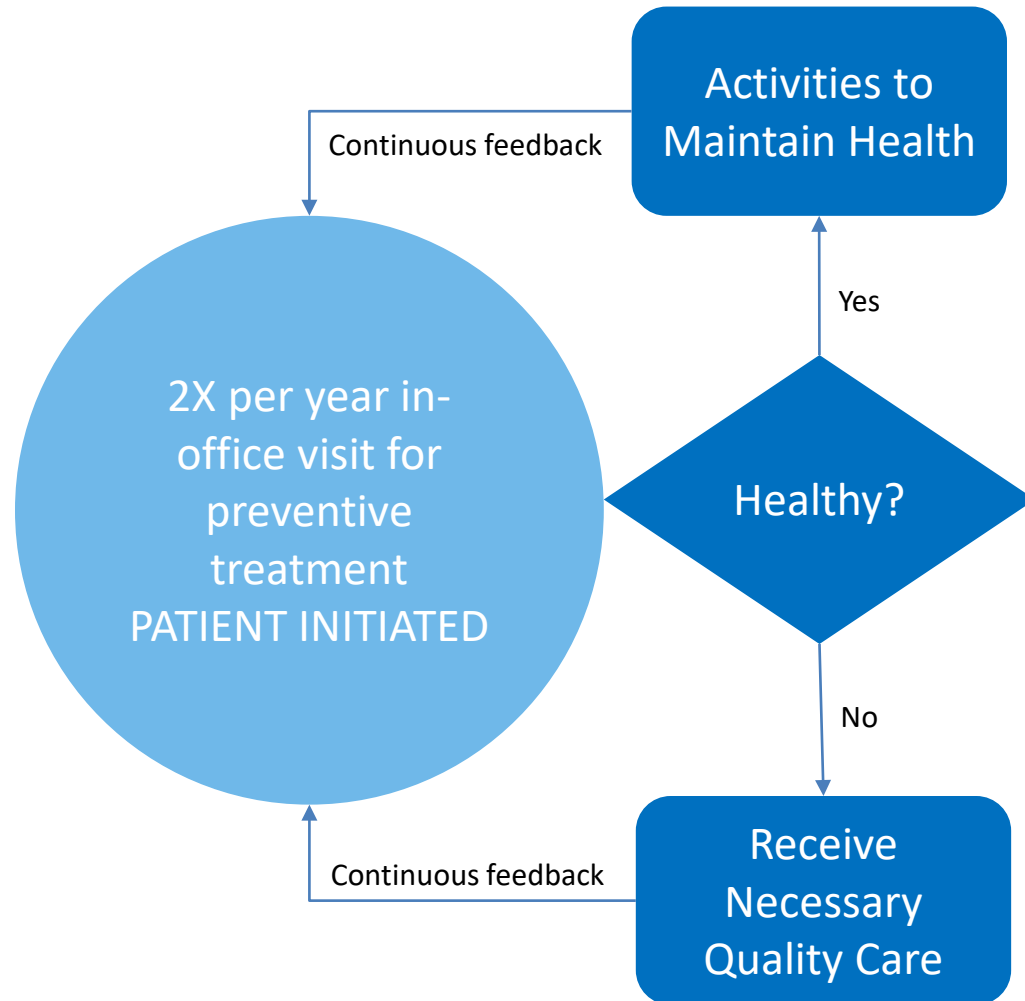 Activities to
Maintain Health
Continuous feedback
Yes
2X per year in-
office visit for
preventive
treatment
PATIENT INITIATED
Healthy?
No
Continuous feedback
Receive
Necessary
Quality Care